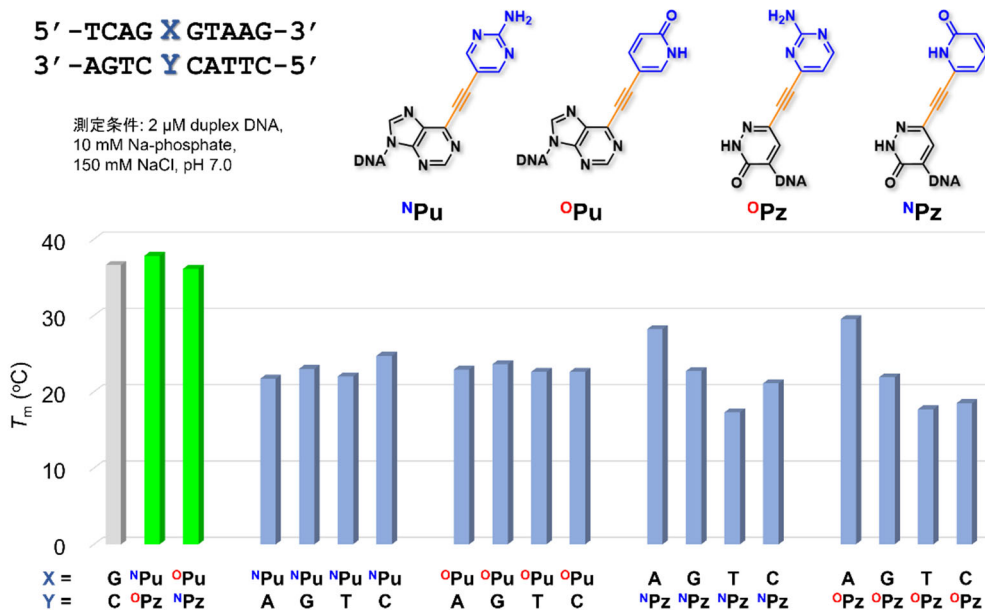 5′-TCAG X GTAAG-3′
3′-AGTC Y CATTC-5′
測定条件: 2 μM duplex DNA,
10 mM Na-phosphate,
150 mM NaCl, pH 7.0
NH₂
N N
N N
N N
DNA
ᴺPu
O
NH
N N
N N
DNA
ᴼPu
NH₂
N N
N
HN
O DNA
ᴼPz
O
HN
N
HN
O DNA
ᴺPz
Tm (°C)
40
30
20
10
0
X = G ᴺPu ᴼPu ᴺPu ᴺPu ᴺPu ᴺPu ᴼPu ᴼPu ᴼPu ᴼPu A G T C A G T C
Y = C ᴼPz ᴺPz A G T C A G T C ᴺPz ᴺPz ᴺPz ᴺPz ᴼPz ᴼPz ᴼPz ᴼPz